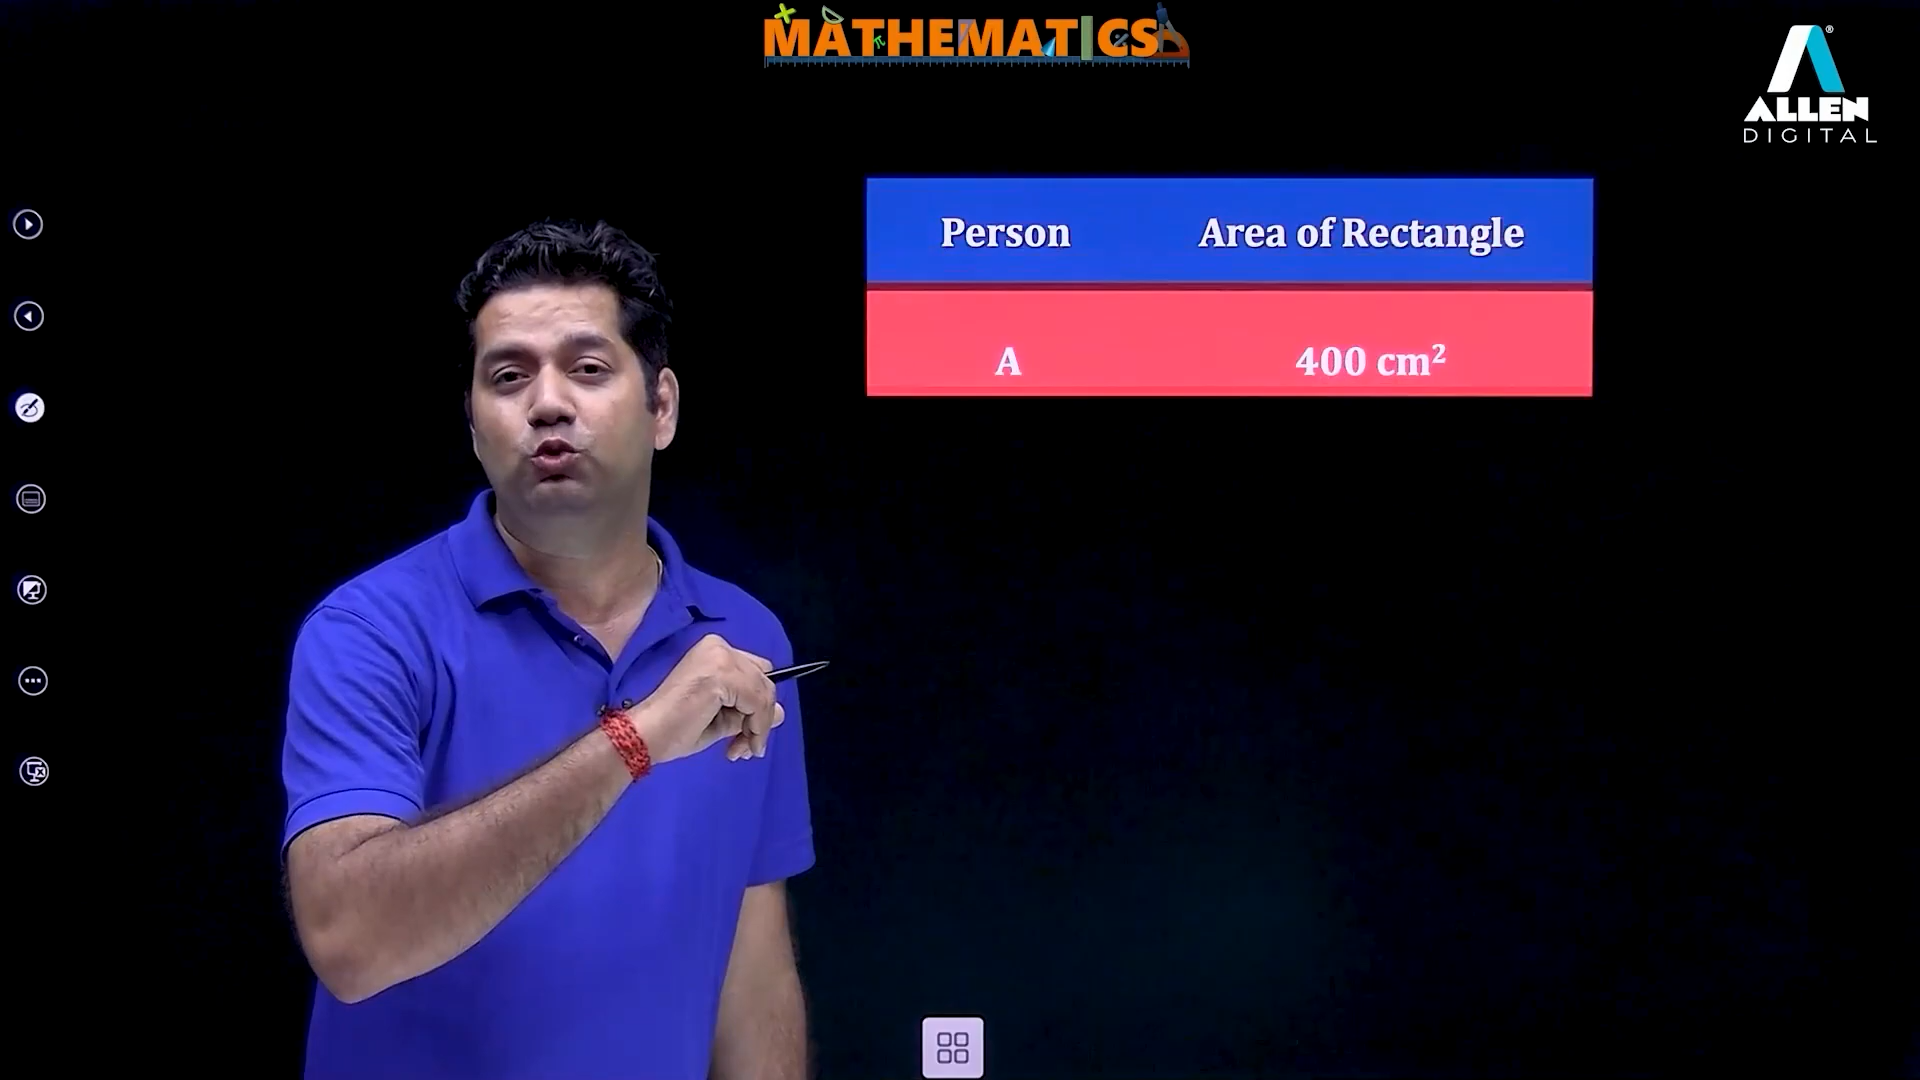 MATHEMATICS
ALLEN
DIGITAL
Person Area of Rectangle
A 400 cm²